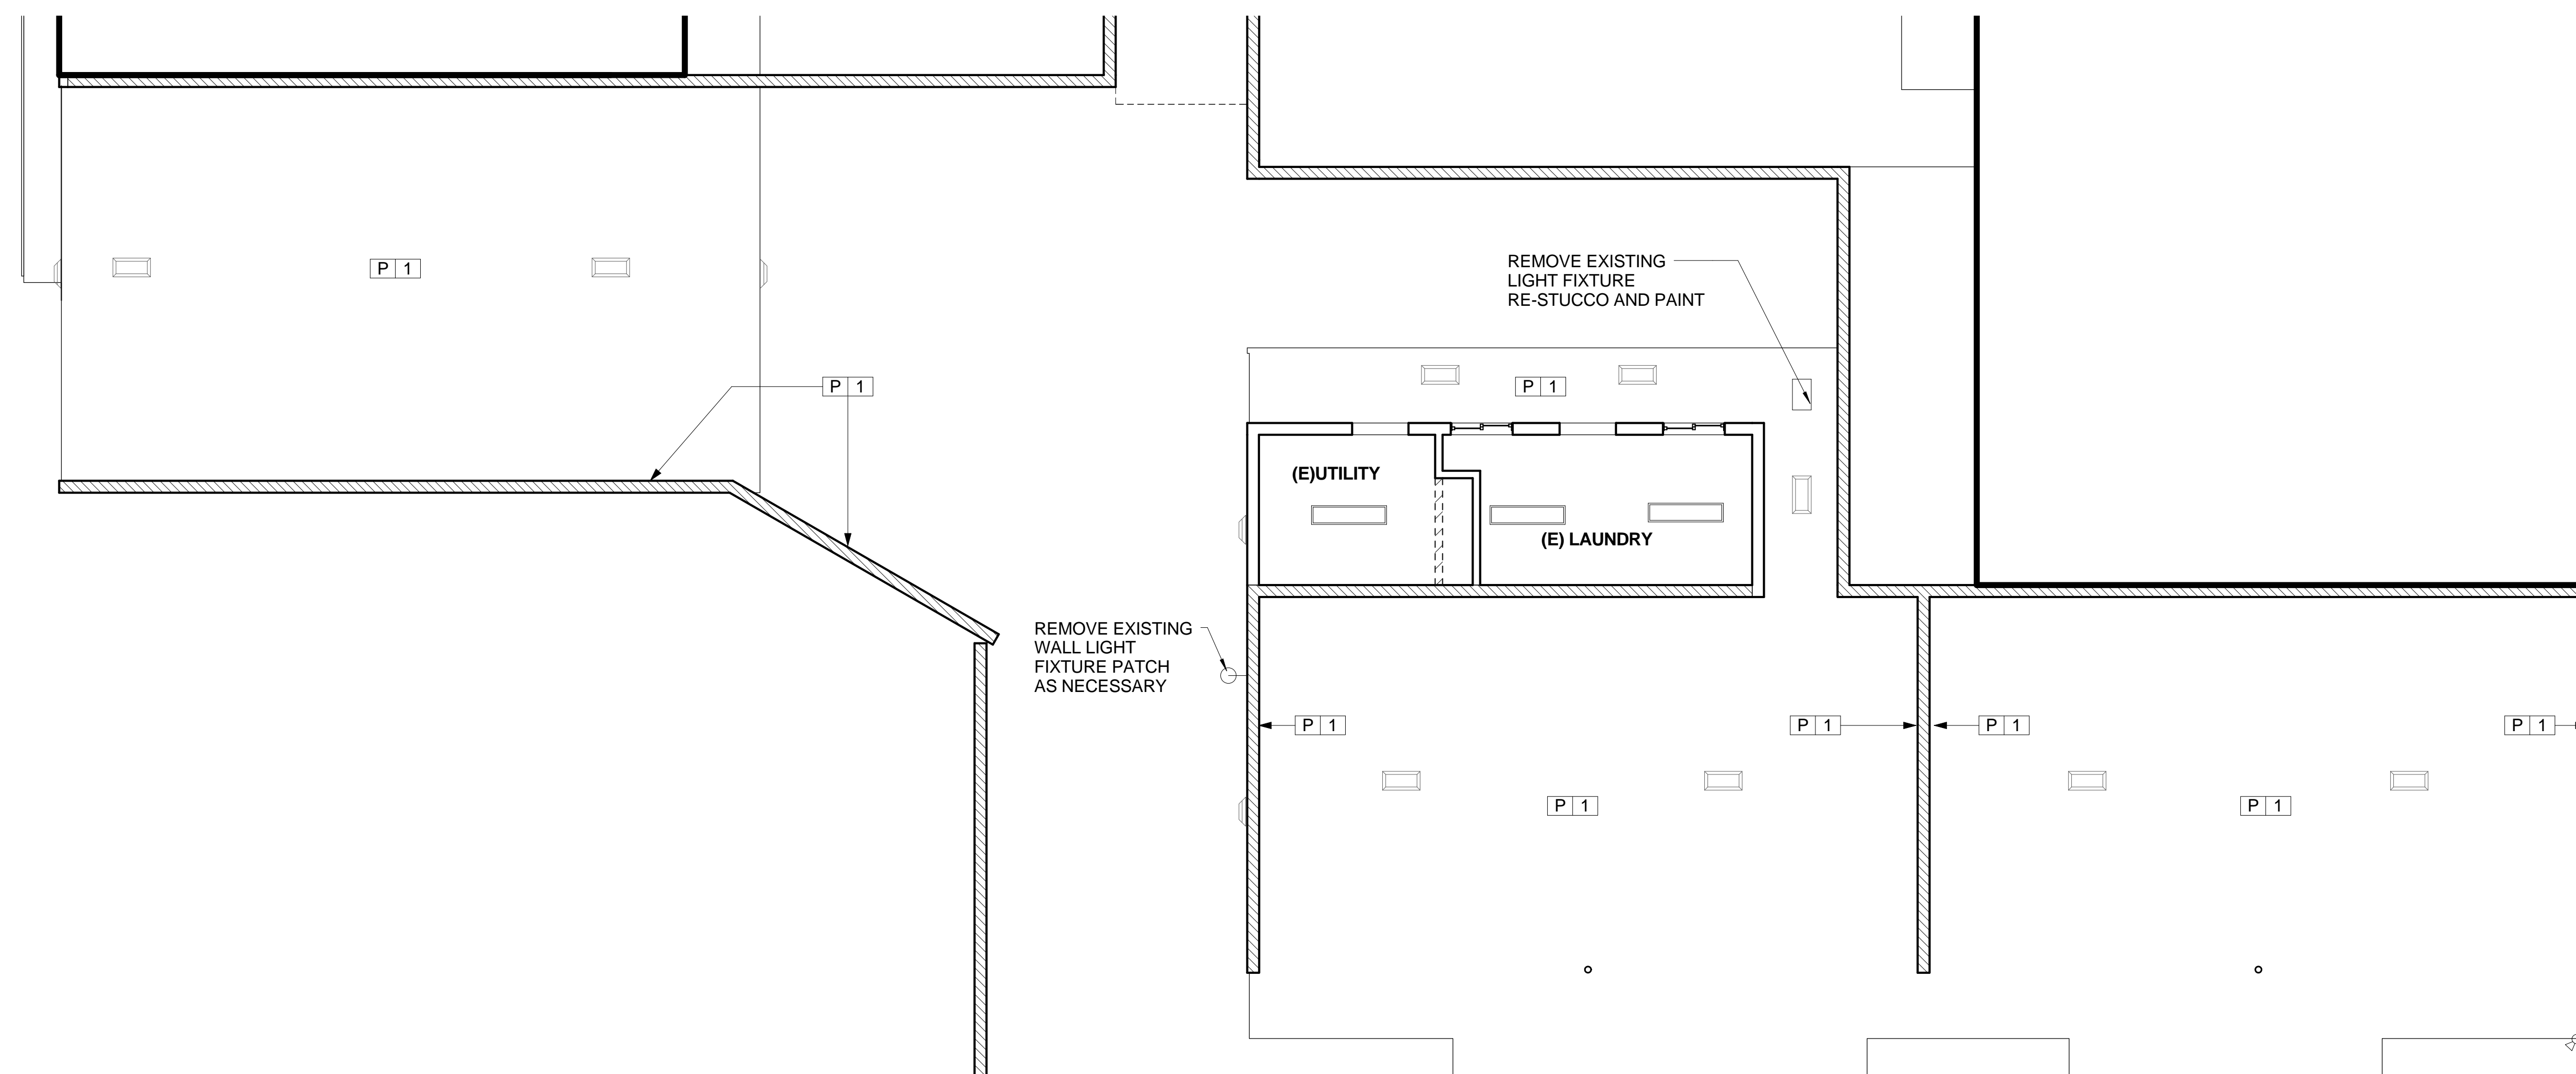 REMOVE EXISTING
LIGHT FIXTURE
RE-STUCCO AND PAINT
P 1
P 1
P 1
(E)UTILITY
(E) LAUNDRY
REMOVE EXISTING
WALL LIGHT
FIXTURE PATCH
AS NECESSARY
P 1
P 1
P 1
P 1
P 1
P 1